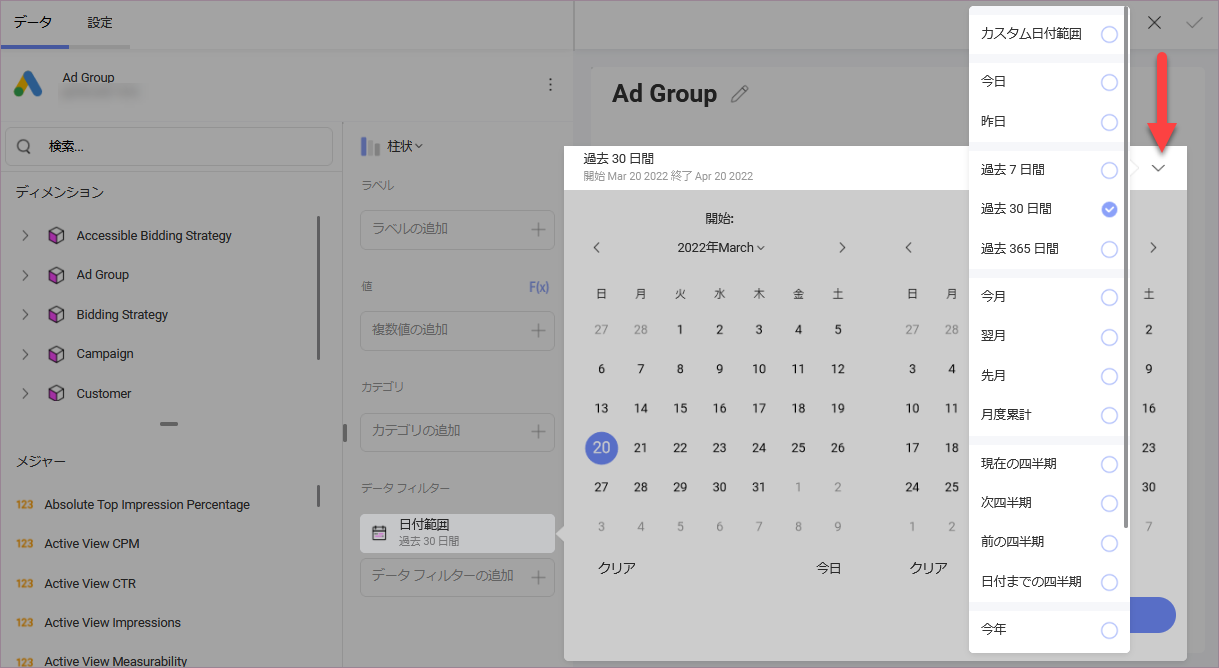 データ
設定
Ad Group
検索...
ディメンション
Accessible Bidding Strategy
Ad Group
Bidding Strategy
Campaign
Customer
メジャー
123 Absolute Top Impression Percentage
123 Active View CPM
123 Active View CTR
123 Active View Impressions
123 Active View Measurability
柱状
ラベル
ラベルの追加
値
F(x)
複数値の追加
カテゴリ
カテゴリの追加
データ フィルター
日付範囲
過去 30 日間
データ フィルターの追加
Ad Group
過去 30 日間
開始 Mar 20 2022 終了 Apr 20 2022
開始:
2022年March
日 月 火 水 木 金 土
27 28 1 2 3 4 5
6 7 8 9 10 11 12
13 14 15 16 17 18 19
20 21 22 23 24 25 26
27 28 29 30 31 1 2
3 4 5 6 7 8 9
クリア
今日
日 月 土
27 28 2
3 4 9
10 11 16
17 18 23
24 25 30
1 2 7
クリア
カスタム日付範囲
今日
昨日
過去 7 日間
過去 30 日間
過去 365 日間
今月
翌月
先月
月度累計
現在の四半期
次四半期
前の四半期
日付までの四半期
今年